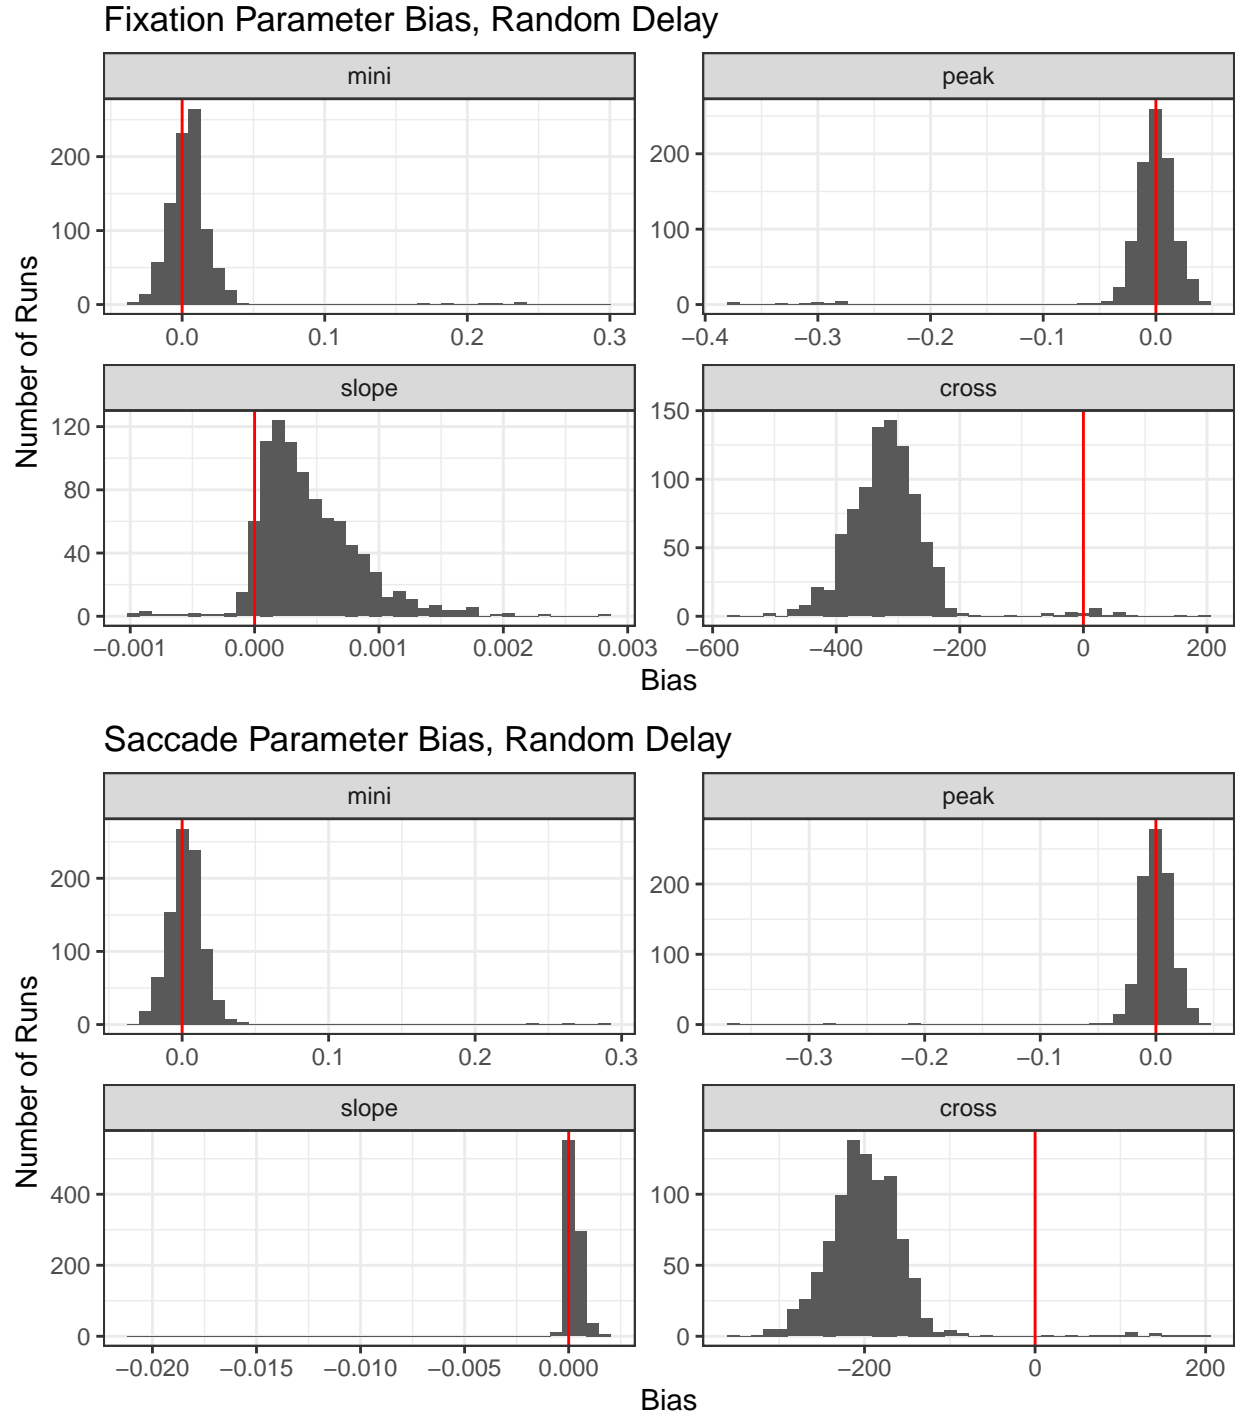 Fixation Parameter Bias, Random Delay
mini
peak
200
100
0
0.0 0.1 0.2 0.3
200
100
0
−0.4 −0.3 −0.2 −0.1 0.0
slope
cross
120
80
40
0
−0.001 0.000 0.001 0.002 0.003
150
100
50
0
−600 −400 −200 0 200
Number of Runs
Bias
Saccade Parameter Bias, Random Delay
mini
peak
200
100
0
0.0 0.1 0.2 0.3
200
100
0
−0.3 −0.2 −0.1 0.0
slope
cross
400
200
0
−0.020 −0.015 −0.010 −0.005 0.000
100
50
0
−200 0 200
Number of Runs
Bias